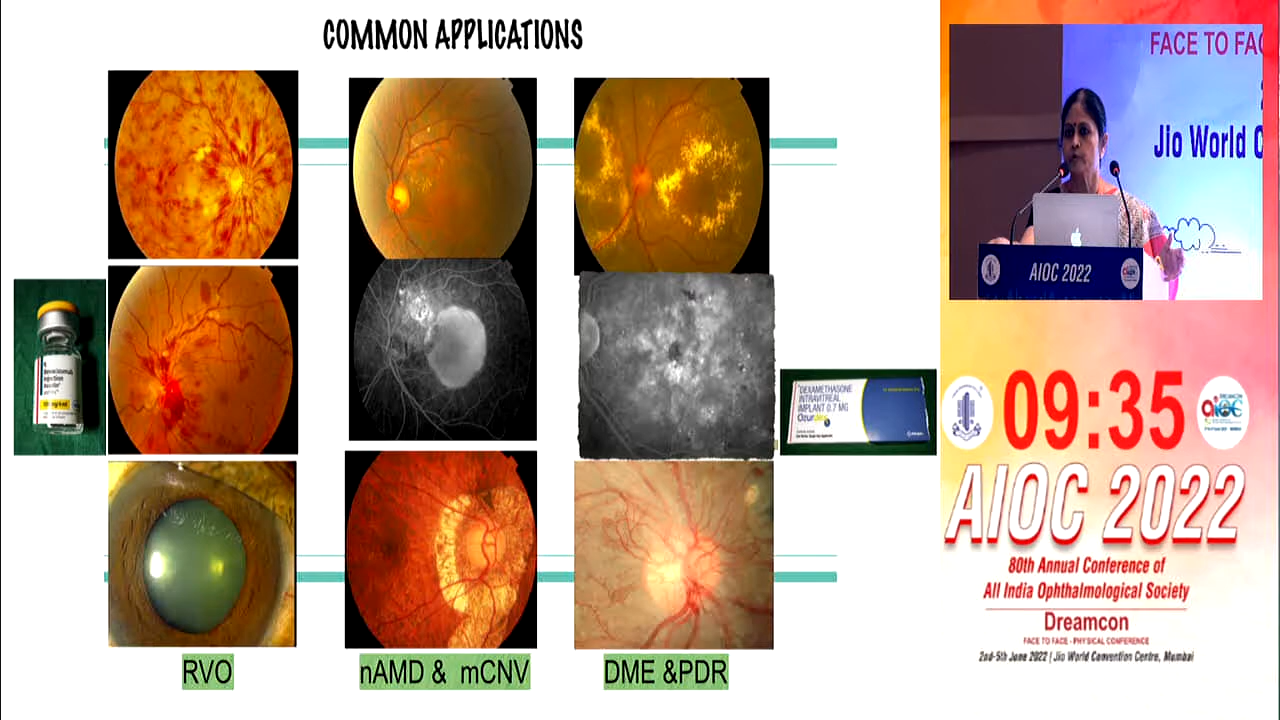 COMMON APPLICATIONS
RVO
nAMD & mCNV
DME &PDR
DEXAMETHASONE
INTRAVITREAL
IMPLANT 0.7 MG
Ozurdex
FACE TO FAC
Jio World C
AIOC 2022
09:35
AIOC 2022
80th Annual Conference of
All India Ophthalmological Society
Dreamcon
FACE TO FACE - PHYSICAL CONFERENCE
2nd-5th June 2022 | Jio World Convention Centre, Mumbai